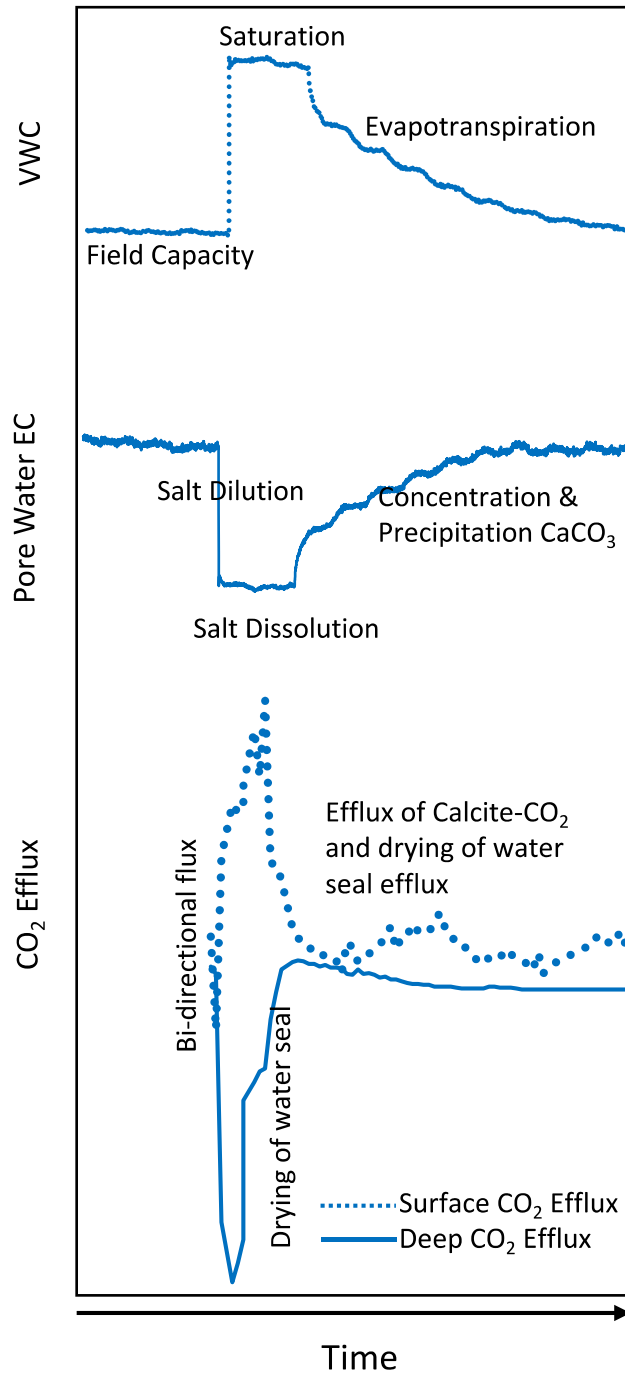 Saturation
VWC
Evapotranspiration
Field Capacity
Pore Water EC
Salt Dilution
Concentration &
Precipitation CaCO₃
Salt Dissolution
CO₂ Efflux
Bi-directional flux
Efflux of Calcite-CO₂
and drying of water
seal efflux
Drying of water seal
Surface CO₂ Efflux
Deep CO₂ Efflux
Time